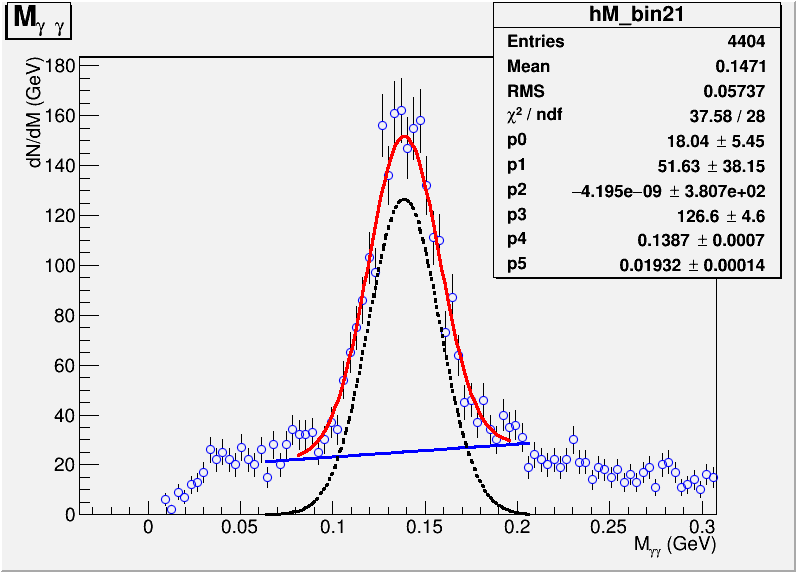 M γ γ
hM_bin21
Entries 4404
Mean 0.1471
RMS 0.05737
χ² / ndf 37.58 / 28
p0 18.04 ± 5.45
p1 51.63 ± 38.15
p2 −4.195e−09 ± 3.807e+02
p3 126.6 ± 4.6
p4 0.1387 ± 0.0007
p5 0.01932 ± 0.00014
dN/dM (GeV)
180
160
140
120
100
80
60
40
20
0
0 0.05 0.1 0.15 0.2 0.25 0.3
M γγ (GeV)